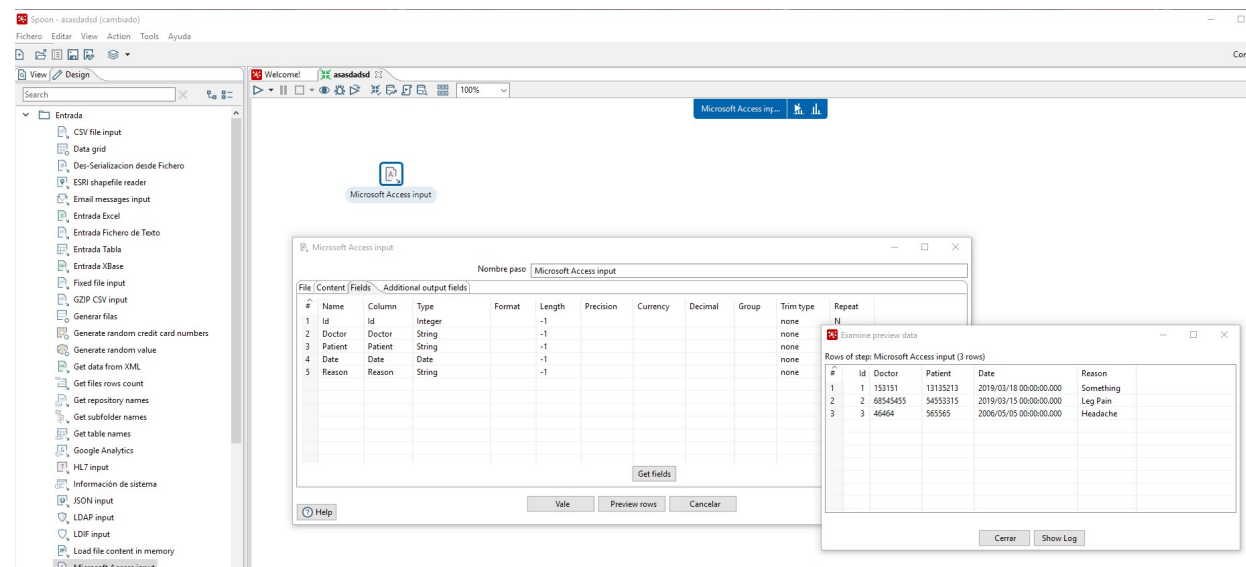 Spoon - asasdadsd (cambiado)
Fichero Editar View Action Tools Ayuda
Cor
View Design
Welcome! asasdadsd
Search
100%
Microsoft Access inp...
Entrada
CSV file input
Data grid
Des-Serializacion desde Fichero
ESRI shapefile reader
Email messages input
Entrada Excel
Entrada Fichero de Texto
Entrada Tabla
Entrada XBase
Fixed file input
GZIP CSV input
Generar filas
Generate random credit card numbers
Generate random value
Get data from XML
Get files rows count
Get repository names
Get subfolder names
Get table names
Google Analytics
HL7 input
Información de sistema
JSON input
LDAP input
LDIF input
Load file content in memory
Microsoft Access input
Microsoft Access input
Microsoft Access input
Nombre paso Microsoft Access input
File Content Fields Additional output fields
# Name Column Type Format Length Precision Currency Decimal Group Trim type Repeat
1 Id Id Integer -1 none N
2 Doctor Doctor String -1 none
3 Patient Patient String -1 none
4 Date Date Date -1 none
5 Reason Reason String -1 none
Get fields
Help
Vale Preview rows Cancelar
Examine preview data
Rows of step: Microsoft Access input (3 rows)
# Id Doctor Patient Date Reason
1 1 153151 13135213 2019/03/18 00:00:00.000 Something
2 2 68545455 54553315 2019/03/15 00:00:00.000 Leg Pain
3 3 46464 565565 2006/05/05 00:00:00.000 Headache
Cerrar Show Log